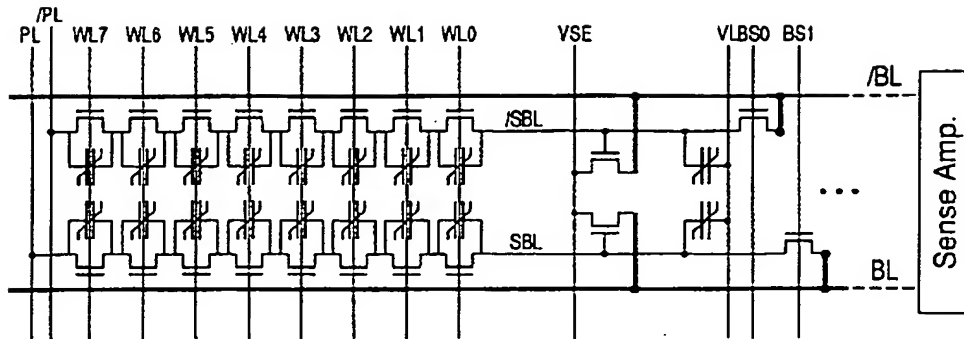 /PL
PL WL7 WL6 WL5 WL4 WL3 WL2 WL1 WL0 VSE VLBS0 BS1
/BL
/SBL
SBL
BL
Sense Amp.